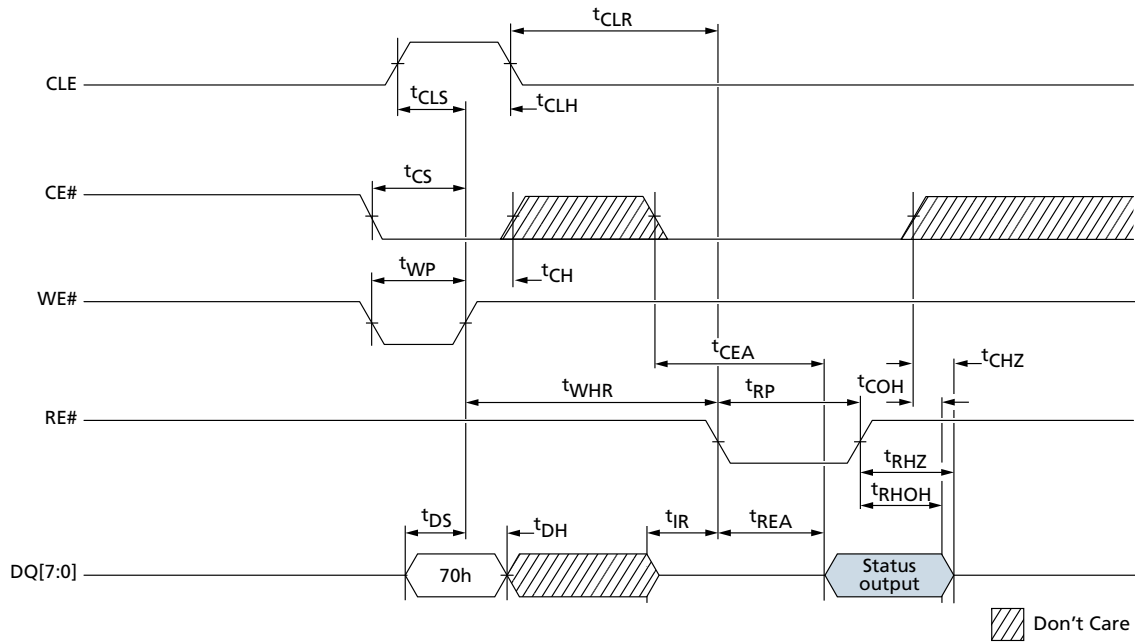 tCLR
CLE
tCLS
tCLH
tCS
CE#
tWP
tCH
WE#
tCEA
tCHZ
tWHR
tRP
tCOH
RE#
tRHZ
tRHOH
tDS
tDH
tIR
tREA
DQ[7:0]
70h
Status
output
Don't Care